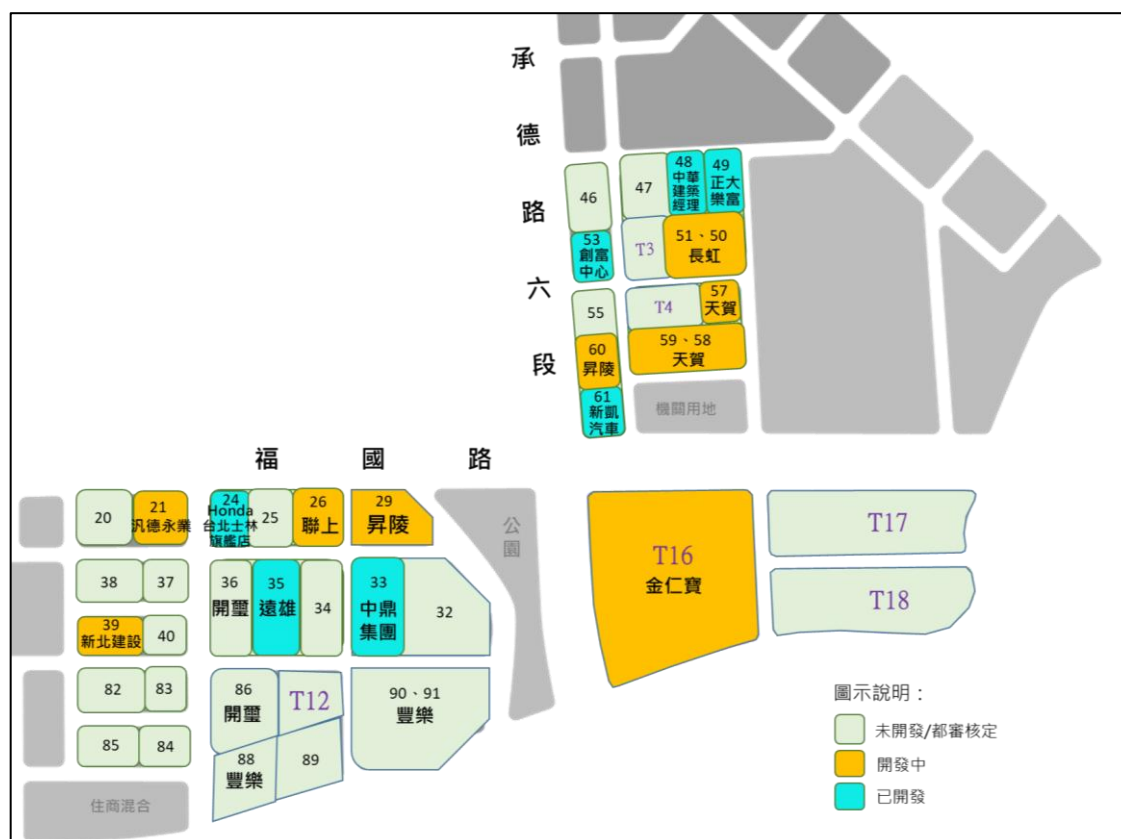 承
德
路
六
段
46
47
48
中華
建築
經理
49
正大
樂富
53
創富
中心
T3
51、50
長虹
55
T4
57
天賀
60
昇陵
59、58
天賀
61
新凱
汽車
機關用地
福 國 路
20
21
汎德永業
24
Honda
台北士林
旗艦店
25
26
聯上
29
昇陵
公
園
38
37
36
開璽
35
遠雄
34
33
中鼎
集團
32
39
新北建設
40
82
83
86
開璽
T12
90、91
豐樂
85
84
88
豐樂
89
住商混合
T16
金仁寶
T17
T18
圖示說明：
未開發/都審核定
開發中
已開發